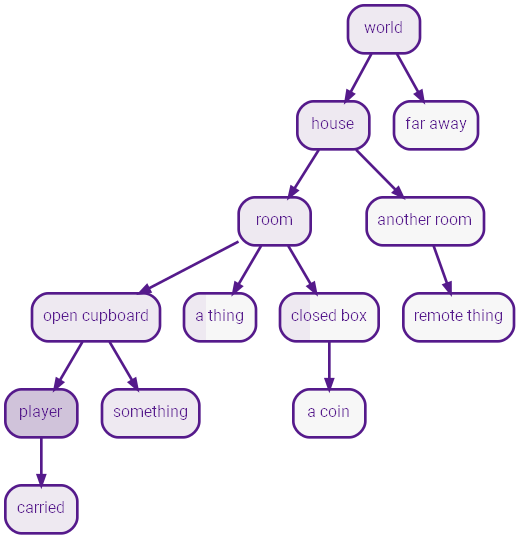 world
house
far away
room
another room
open cupboard
a thing
closed box
remote thing
player
something
a coin
carried